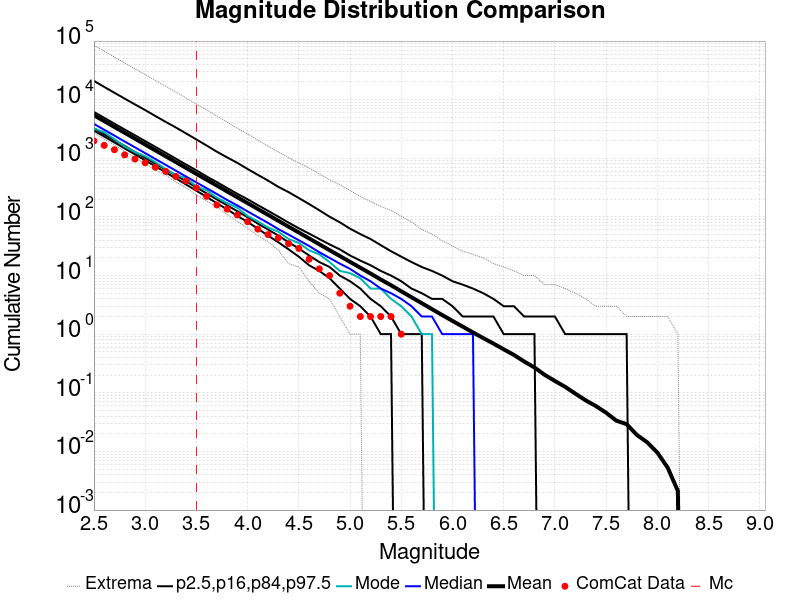 Magnitude Distribution Comparison
10^5
10^4
10^3
10^2
10^1
10^0
10^-1
10^-2
10^-3
Cumulative Number
2.5 3.0 3.5 4.0 4.5 5.0 5.5 6.0 6.5 7.0 7.5 8.0 8.5 9.0
Magnitude
Extrema p2.5,p16,p84,p97.5 Mode Median Mean ComCat Data Mc